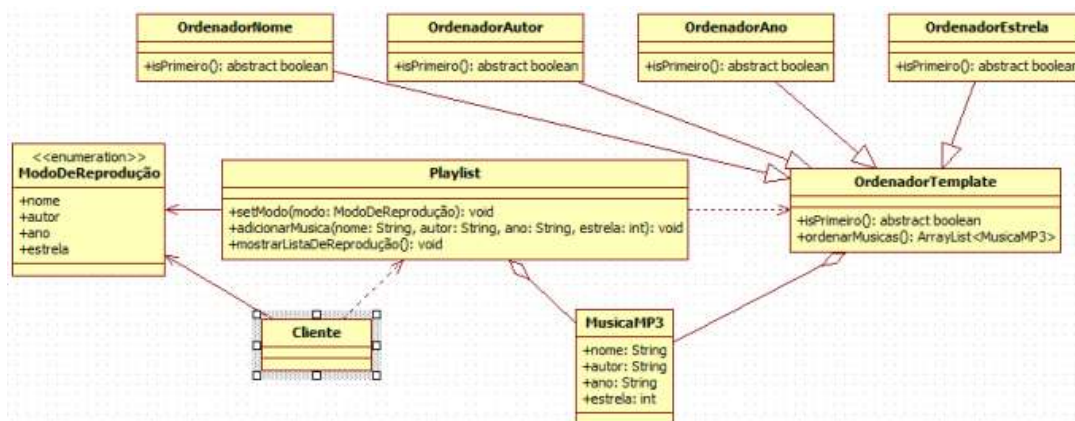 OrdenadorNome
+isPrimeiro(): abstract boolean
OrdenadorAutor
+isPrimeiro(): abstract boolean
OrdenadorAno
+isPrimeiro(): abstract boolean
OrdenadorEstrela
+isPrimeiro(): abstract boolean
<<enumeration>>
ModoDeReprodução
+nome
+autor
+ano
+estrela
Playlist
+setModo(modo: ModoDeReprodução): void
+adicionarMusica(nome: String, autor: String, ano: String, estrela: int): void
+mostrarListaDeReprodução(): void
OrdenadorTemplate
+isPrimeiro(): abstract boolean
+ordenarMusicas(): ArrayList<MusicaMP3>
Cliente
MusicaMP3
+nome: String
+autor: String
+ano: String
+estrela: int